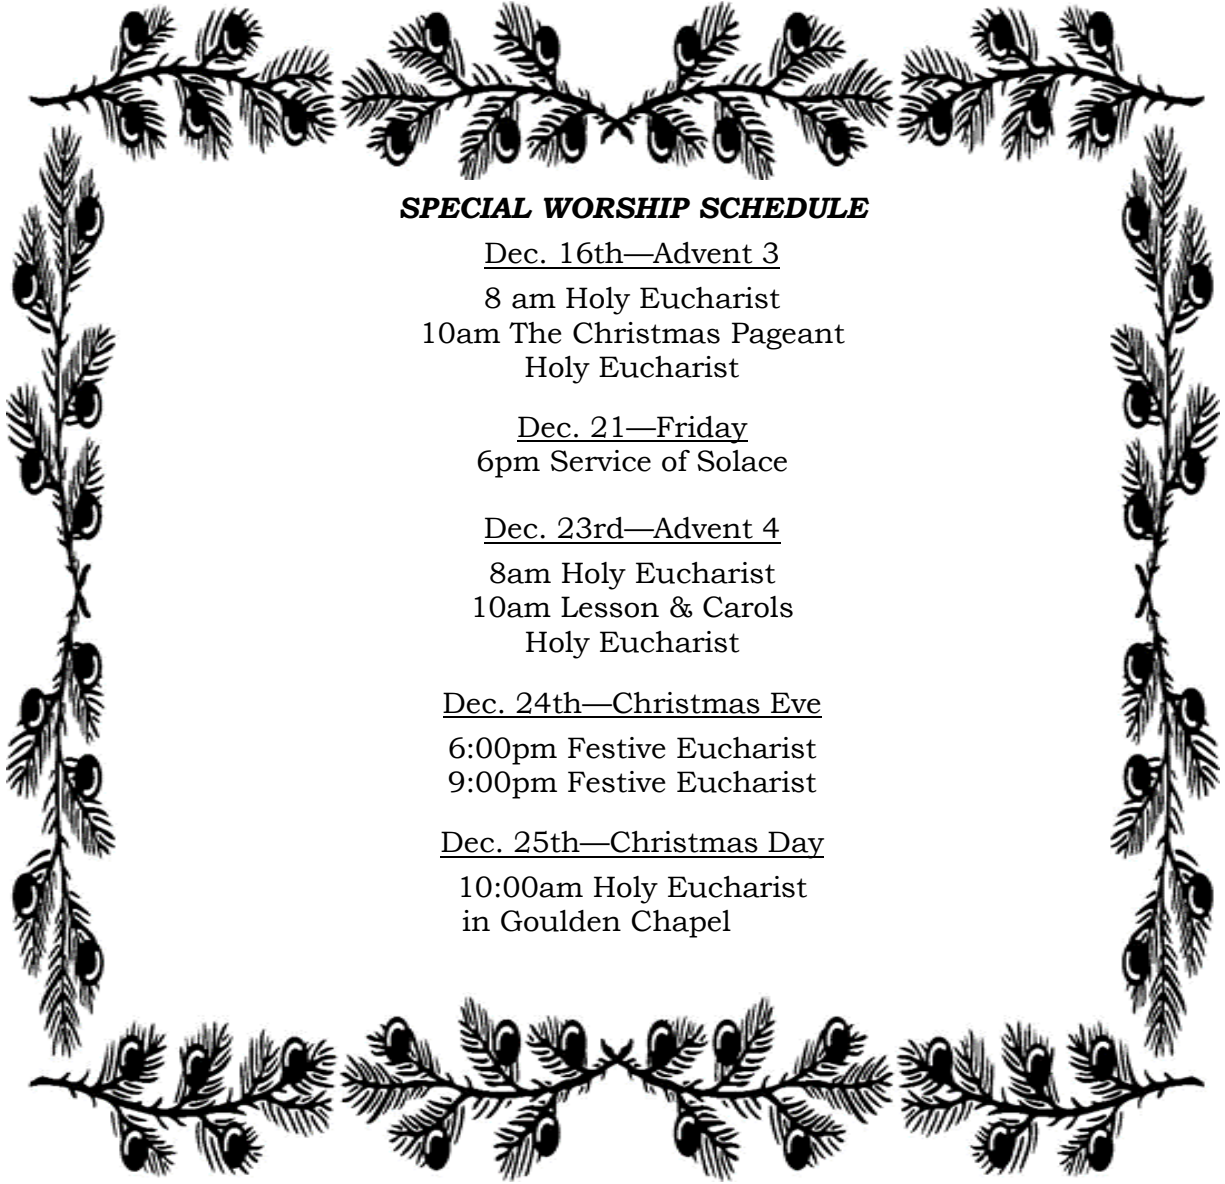 SPECIAL WORSHIP SCHEDULE
Dec. 16th—Advent 3
8 am Holy Eucharist
10am The Christmas Pageant
Holy Eucharist
Dec. 21—Friday
6pm Service of Solace
Dec. 23rd—Advent 4
8am Holy Eucharist
10am Lesson & Carols
Holy Eucharist
Dec. 24th—Christmas Eve
6:00pm Festive Eucharist
9:00pm Festive Eucharist
Dec. 25th—Christmas Day
10:00am Holy Eucharist
in Goulden Chapel